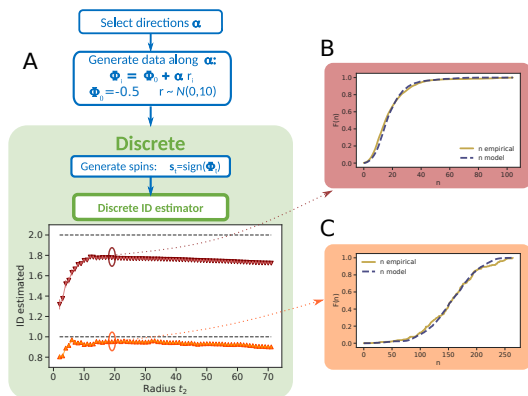 Select directions α
A
Generate data along α:
Φᵢ = Φ₀ + α rᵢ
Φ₀=-0.5 r ~ N(0,10)
Discrete
Generate spins: sᵢ=sign(Φᵢ)
Discrete ID estimator
2.0
1.8
1.6
1.4
1.2
1.0
0.8
ID estimated
0 10 20 30 40 50 60 70
Radius t₂
B
1.0
0.8
0.6
0.4
0.2
0.0
F(n)
n empirical
n model
0 20 40 60 80 100
n
C
1.0
0.8
0.6
0.4
0.2
0.0
F(n)
n empirical
n model
0 50 100 150 200 250
n